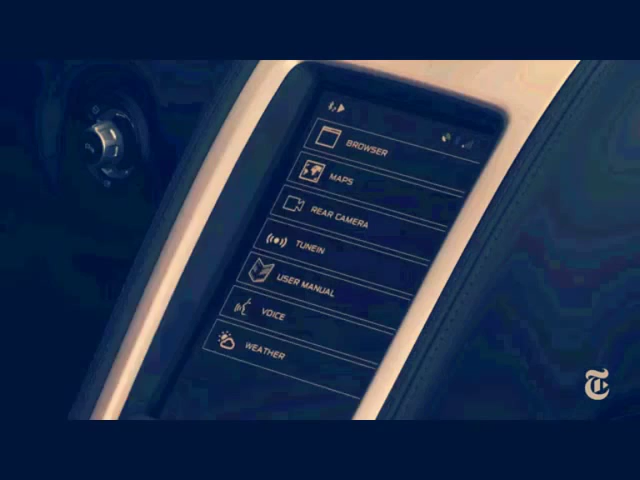 BROWSER
MAPS
REAR CAMERA
TUNEIN
USER MANUAL
VOICE
WEATHER
T